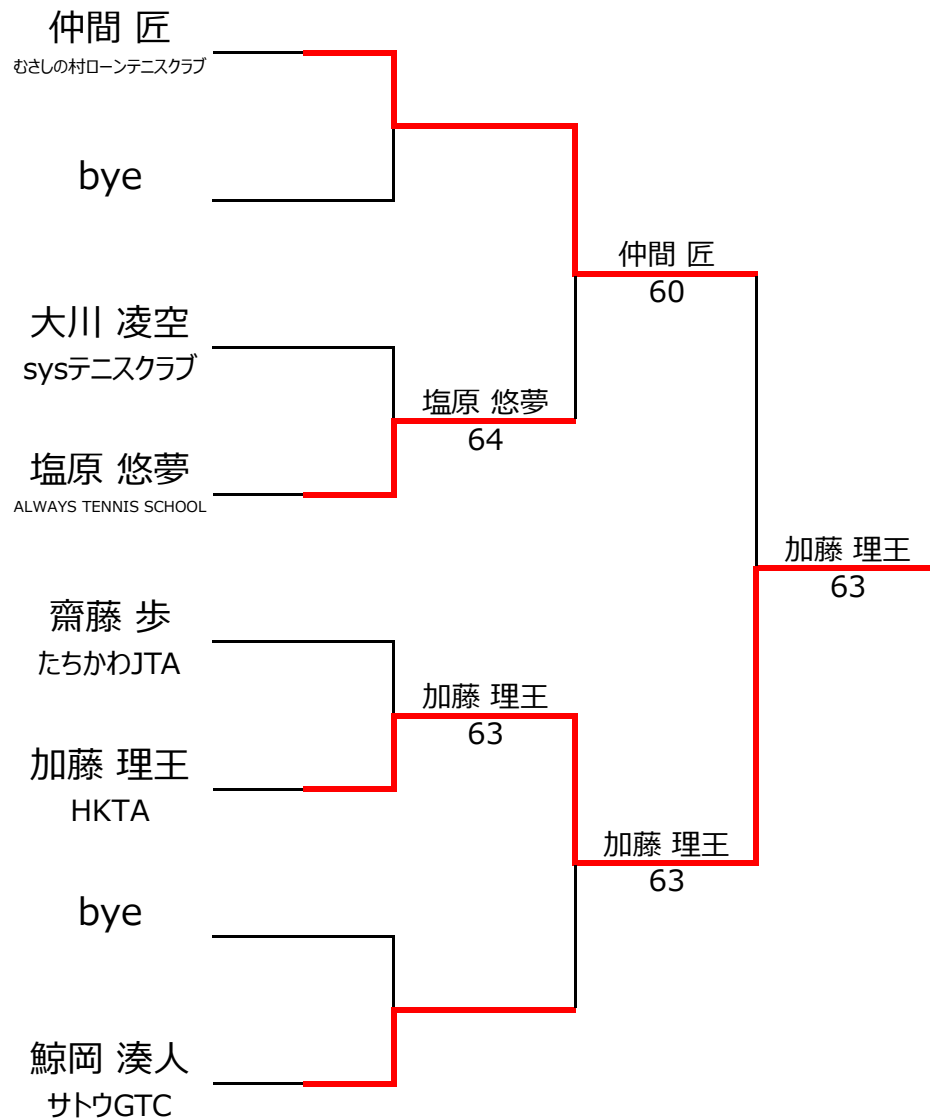 仲間 匠
むさしの村ローンテニスクラブ
bye
仲間 匠
60
大川 凌空
sysテニスクラブ
塩原 悠夢
64
塩原 悠夢
ALWAYS TENNIS SCHOOL
加藤 理王
63
齋藤 歩
たちかわJTA
加藤 理王
63
加藤 理王
HKTA
加藤 理王
63
bye
鯨岡 湊人
サトウGTC